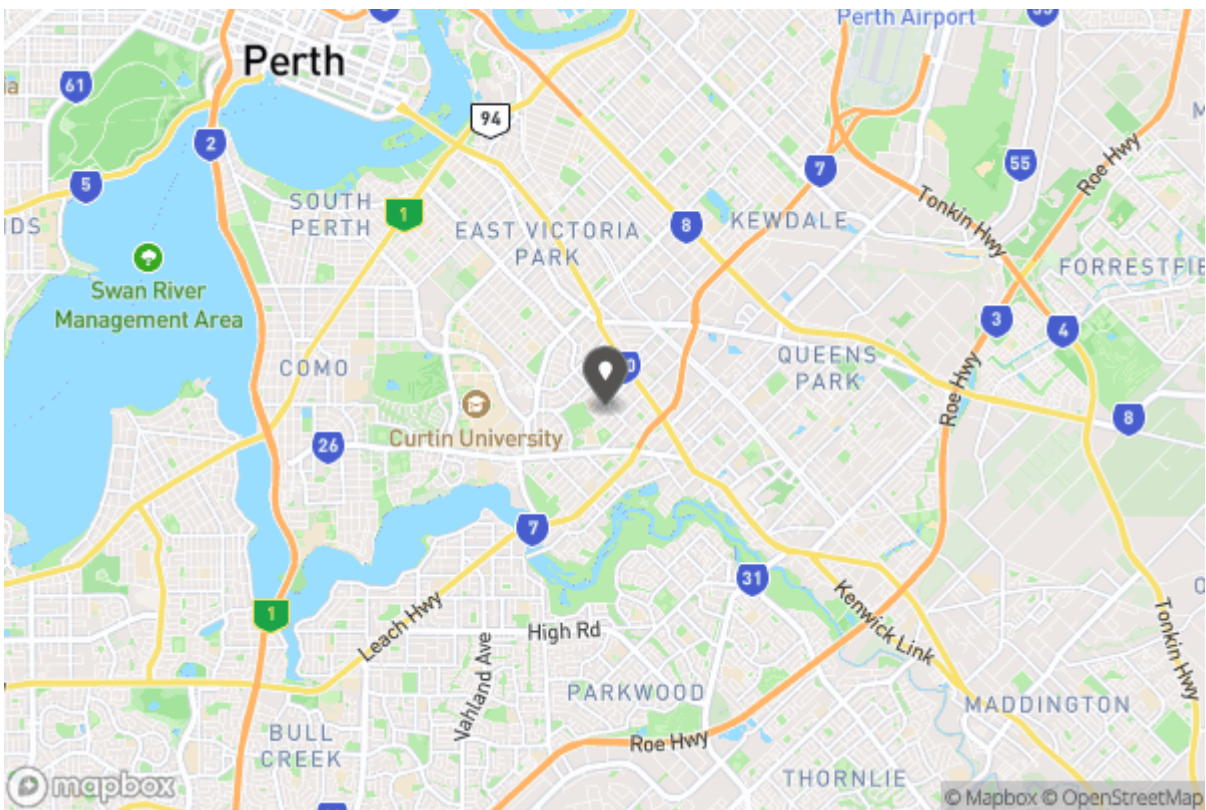 Perth Airport
Perth
61
94
2
55
7
Roe Hwy
5
SOUTH
PERTH
1
EAST VICTORIA
PARK
8
KEWDALE
Tonkin Hwy
Swan River
Management Area
FORRESTFIE
3
4
COMO
QUEENS
PARK
Roe Hwy
8
Curtin University
26
7
31
1
Leach Hwy
High Rd
Kenwick Link
Tonkin Hwy
Vahland Ave
PARKWOOD
MADDINGTON
BULL
CREEK
Roe Hwy
THORNLIE
mapbox
© Mapbox © OpenStreetMap